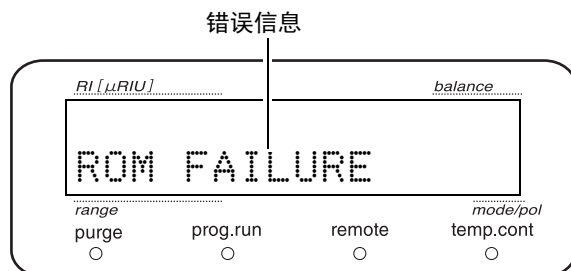 错误信息
RI [μRIU] balance
ROM FAILURE
range mode/pol
purge prog.run remote temp.cont